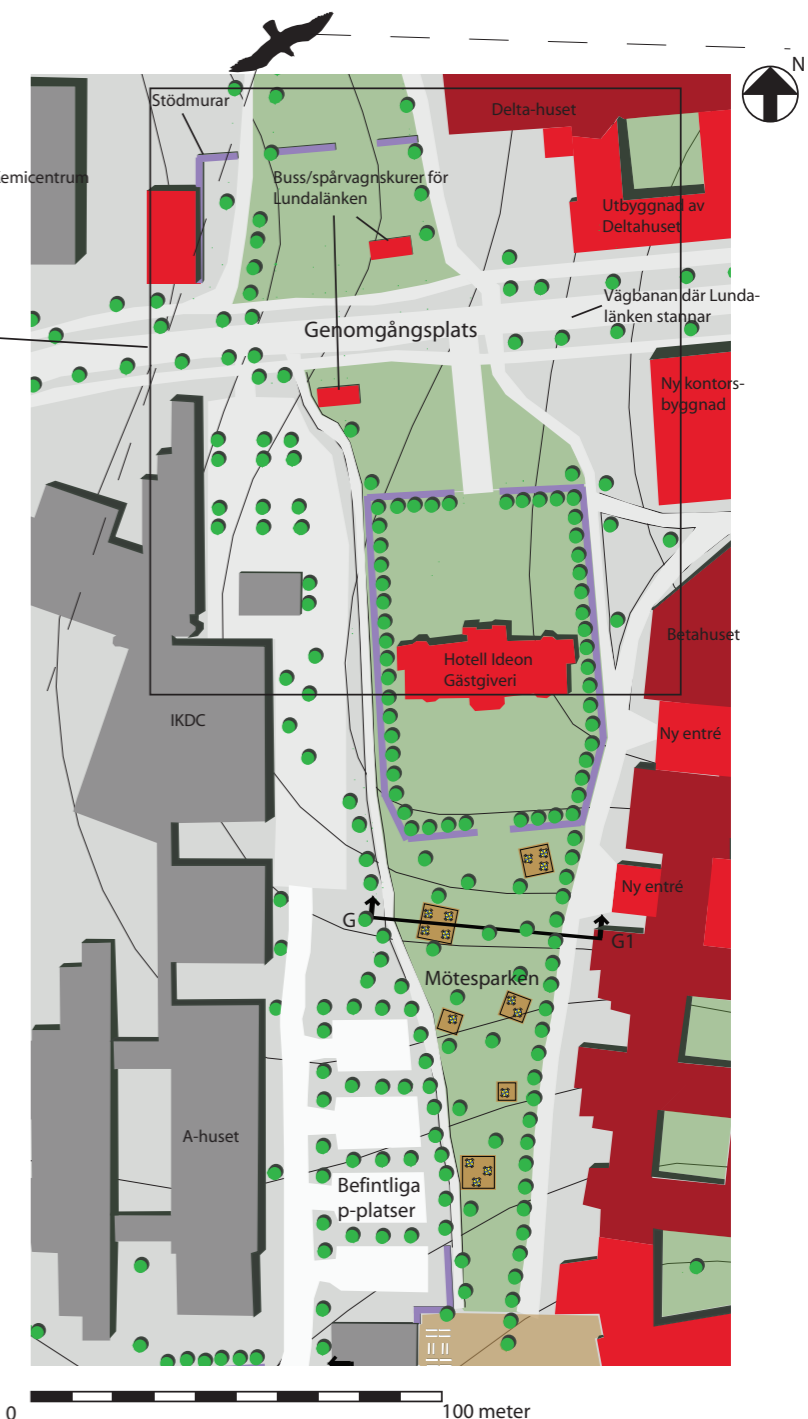 N
Stödmurar
Delta-huset
emicentrum
Buss/spårvagnskurer för
Lundalänken
Utbyggnad av
Deltahuset
Vägbanan där Lunda-
länken stannar
Genomgångsplats
Ny kontors-
byggnad
Betahuset
Hotell Ideon
Gästgiveri
IKDC
Ny entré
Ny entré
G
G1
Mötesparken
A-huset
Befintliga
p-platser
0
100 meter